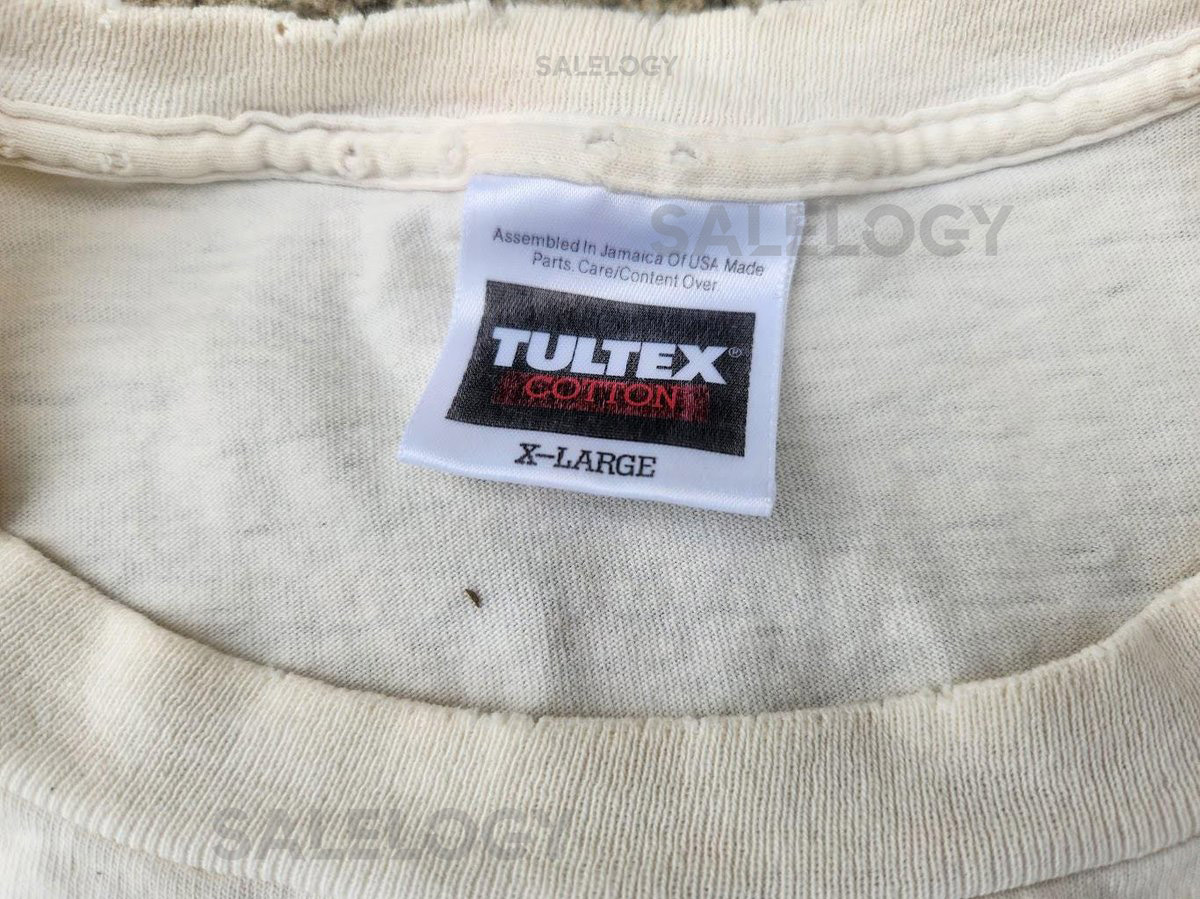 SALELOGY
SALELOGY
Assembled In Jamaica Of USA Made
Parts. Care/Content Over
TULTEX®
COTTON
X-LARGE
SALELOGY